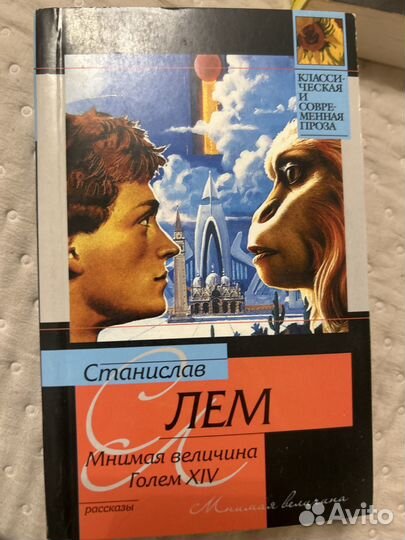 КЛАССИ-
ЧЕСКАЯ И
СОВРЕ-
МЕННАЯ
ПРОЗА
Станислав
ЛЕМ
Мнимая величина
Голем XIV
рассказы
Мнимая величина
Avito